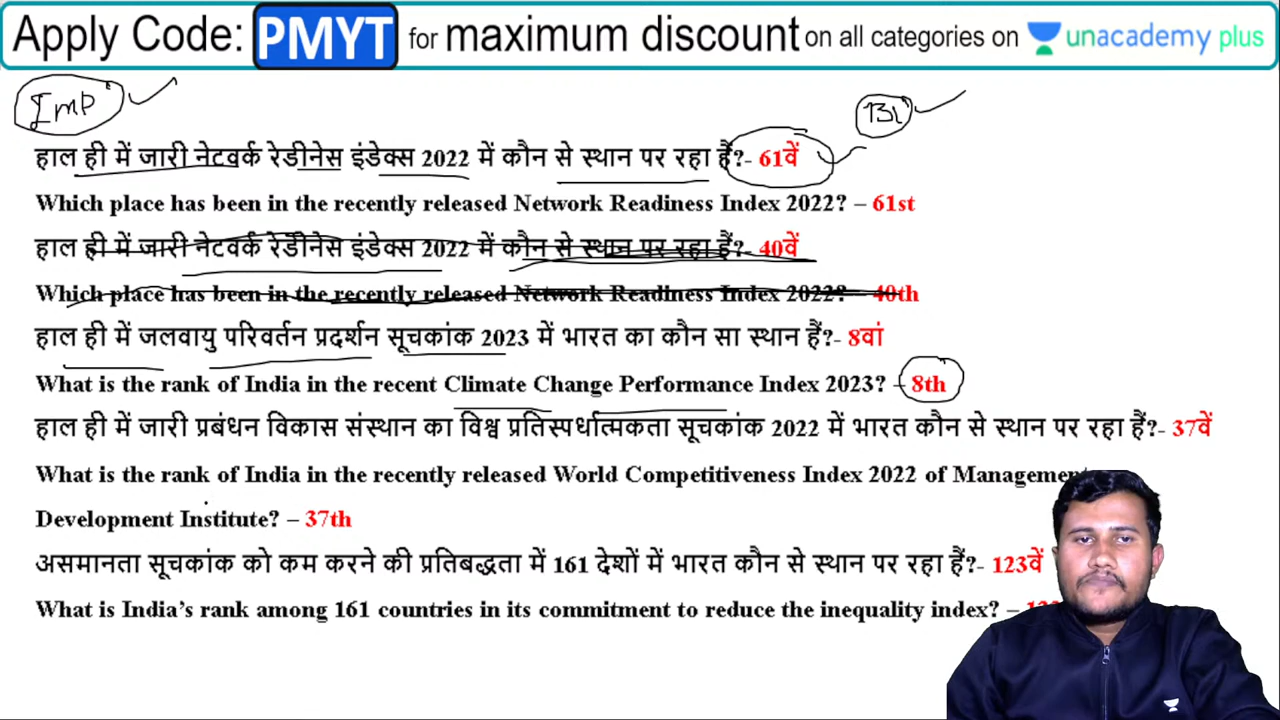 Apply Code: PMYT for maximum discount on all categories on unacademy plus
Imp
हाल ही में जारी नेटवर्क रेडीनेस इंडेक्स 2022 में कौन से स्थान पर रहा हैं?- 61वें
Which place has been in the recently released Network Readiness Index 2022? – 61st
हाल ही में जारी नेटवर्क रेडीनेस इंडेक्स 2022 में कौन से स्थान पर रहा हैं?- 40वें
Which place has been in the recently released Network Readiness Index 2022? – 40th
हाल ही में जलवायु परिवर्तन प्रदर्शन सूचकांक 2023 में भारत का कौन सा स्थान हैं?- 8वां
What is the rank of India in the recent Climate Change Performance Index 2023? – 8th
हाल ही में जारी प्रबंधन विकास संस्थान का विश्व प्रतिस्पर्धात्मकता सूचकांक 2022 में भारत कौन से स्थान पर रहा हैं?- 37वें
What is the rank of India in the recently released World Competitiveness Index 2022 of Management
Development Institute? – 37th
असमानता सूचकांक को कम करने की प्रतिबद्धता में 161 देशों में भारत कौन से स्थान पर रहा हैं?- 123वें
What is India's rank among 161 countries in its commitment to reduce the inequality index? –